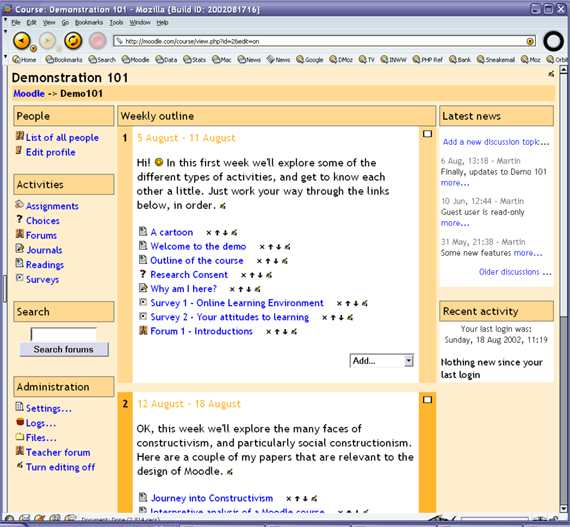 Course: Demonstration 101 - Mozilla {Build ID: 2002081716}
File Edit View Go Bookmarks Tools Window Help
http://moodle.com/course/view.php?id=2&edit=on
Home Bookmarks Search Moodle Data Stats Mac News News Google DMoz TV INWW PHP Ref Bank Sneakemail Moz Orbit
Demonstration 101
Moodle -> Demo101
People
List of all people
Edit profile
Activities
Assignments
Choices
Forums
Journals
Readings
Surveys
Search
Search forums
Administration
Settings...
Logs...
Files...
Teacher forum
Turn editing off
Weekly outline
1 5 August - 11 August
Hi! In this first week we'll explore some of the
different types of activities, and get to know each
other a little. Just work your way through the links
below, in order.
A cartoon
Welcome to the demo
Outline of the course
Research Consent
Why am I here?
Survey 1 - Online Learning Environment
Survey 2 - Your attitudes to learning
Forum 1 - Introductions
Add...
2 12 August - 18 August
OK, this week we'll explore the many faces of
constructivism, and particularly social constructionism.
Here are a couple of my papers that are relevant to the
design of Moodle.
Journey into Constructivism
Interpretive analysis of a Moodle course
Latest news
Add a new discussion topic...
6 Aug, 13:18 - Martin
Finally, updates to Demo 101
more...
10 Jun, 12:44 - Martin
Guest user is read-only
more...
31 May, 21:38 - Martin
Some new features more...
Older discussions ...
Recent activity
Your last login was:
Sunday, 18 Aug 2002, 11:19
Nothing new since your
last login